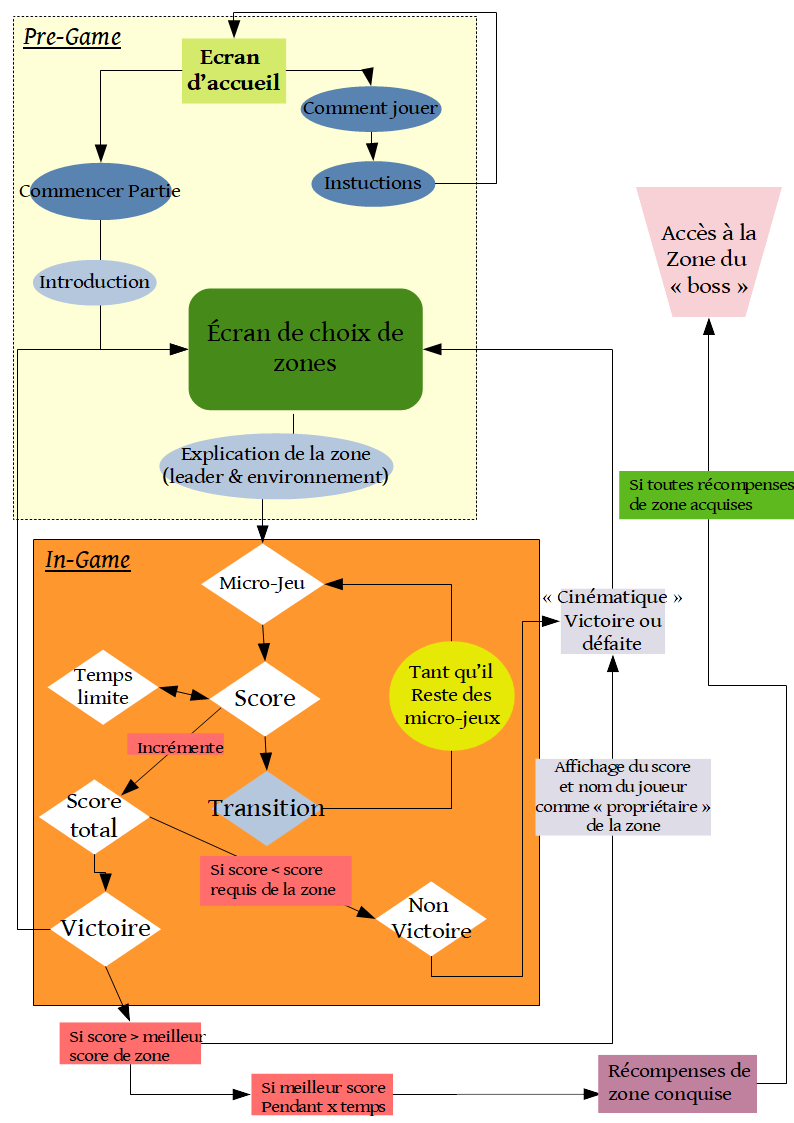 Pre-Game
Ecran
d’accueil
Comment jouer
Commencer Partie
Instuctions
Introduction
Écran de choix de
zones
Explication de la zone
(leader & environnement)
Accès à la
Zone du
« boss »
Si toutes récompenses
de zone acquises
In-Game
Micro-Jeu
« Cinématique »
Victoire ou
défaite
Temps
limite
Score
Tant qu’il
Reste des
micro-jeux
Incrémente
Transition
Score
total
Affichage du score
et nom du joueur
comme « propriétaire »
de la zone
Si score < score
requis de la zone
Non
Victoire
Victoire
Si score > meilleur
score de zone
Si meilleur score
Pendant x temps
Récompenses de
zone conquise